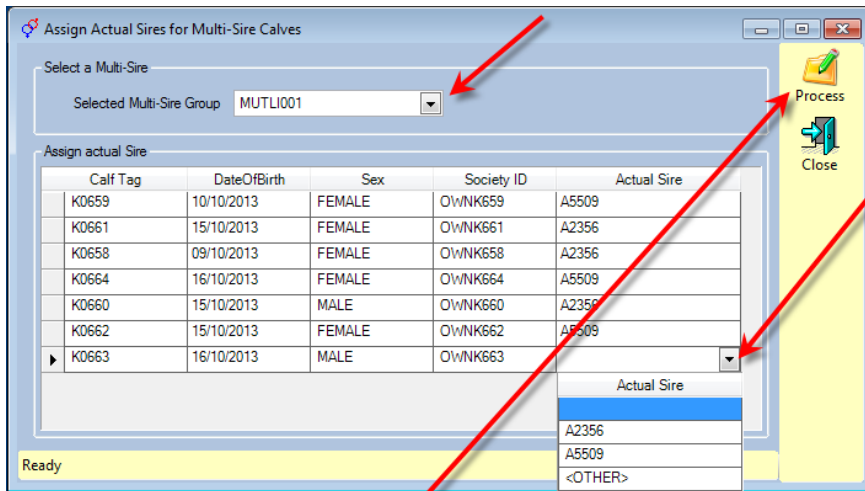 Assign Actual Sires for Multi-Sire Calves
Select a Multi-Sire
Selected Multi-Sire Group MUTLI001
Process
Close
Assign actual Sire
Calf Tag DateOfBirth Sex Society ID Actual Sire
K0659 10/10/2013 FEMALE OWNK659 A5509
K0661 15/10/2013 FEMALE OWNK661 A2356
K0658 09/10/2013 FEMALE OWNK658 A2356
K0664 16/10/2013 FEMALE OWNK664 A5509
K0660 15/10/2013 MALE OWNK660 A2356
K0662 15/10/2013 FEMALE OWNK662 A5509
K0663 16/10/2013 MALE OWNK663
Actual Sire
A2356
A5509
<OTHER>
Ready